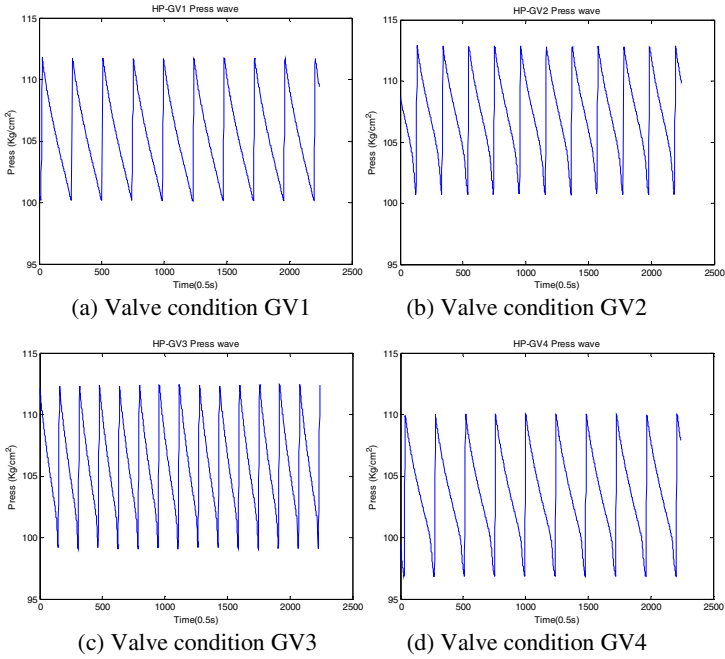 HP-GV1 Press wave
115
110
105
100
95
Press (Kg/cm²)
0 500 1000 1500 2000 2500
Time(0.5s)
(a) Valve condition GV1
HP-GV2 Press wave
115
110
105
100
95
Press (Kg/cm²)
0 500 1000 1500 2000 2500
Time(0.5s)
(b) Valve condition GV2
HP-GV3 Press wave
115
110
105
100
95
Press (Kg/cm²)
0 500 1000 1500 2000 2500
Time(0.5s)
(c) Valve condition GV3
HP-GV4 Press wave
115
110
105
100
95
Press (Kg/cm²)
0 500 1000 1500 2000 2500
Time(0.5s)
(d) Valve condition GV4